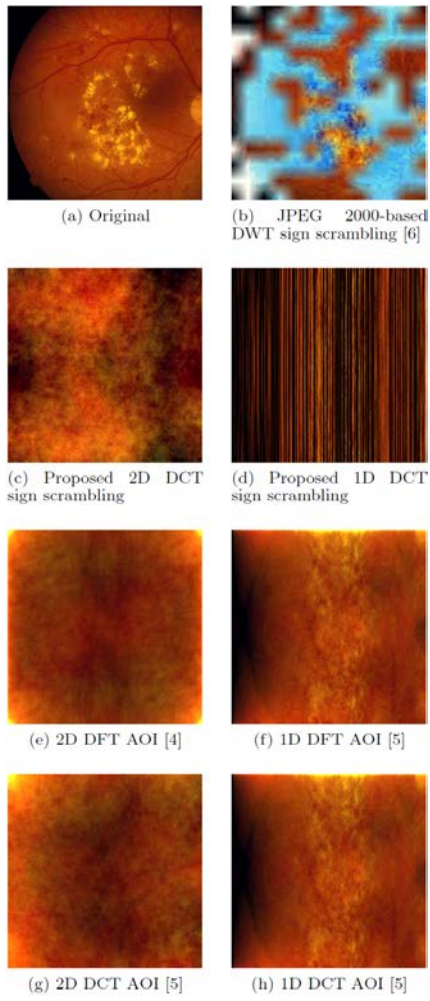 (a) Original
(b) JPEG 2000-based
DWT sign scrambling [6]
(c) Proposed 2D DCT
sign scrambling
(d) Proposed 1D DCT
sign scrambling
(e) 2D DFT AOI [4]
(f) 1D DFT AOI [5]
(g) 2D DCT AOI [5]
(h) 1D DCT AOI [5]